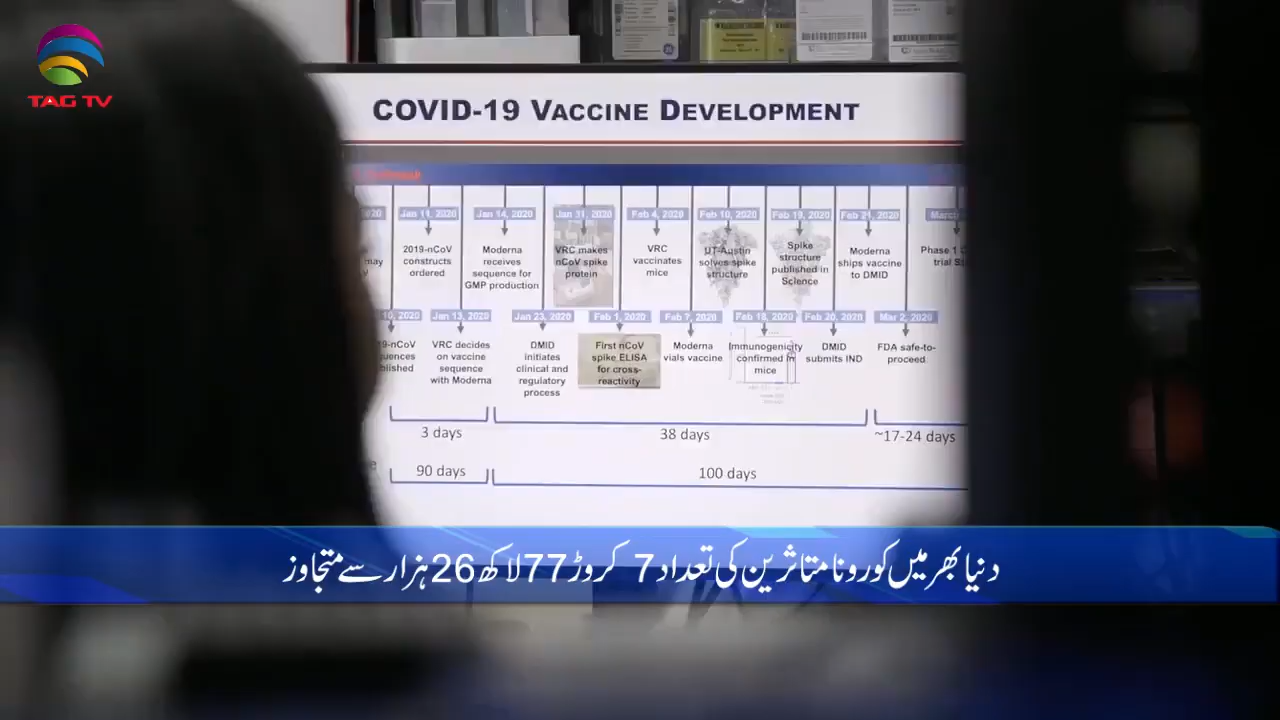 TAG TV
COVID-19 VACCINE DEVELOPMENT
Jan 11, 2020
Jan 14, 2020
Jan 31, 2020
Feb 4, 2020
Feb 10, 2020
Feb 19, 2020
Feb 21, 2020
2019-nCoV
constructs
ordered
Moderna
receives
sequence for
GMP production
VRC makes
nCoV spike
protein
VRC
vaccinates
mice
UT-Austin
solves spike
structure
Spike
structure
published in
Science
Moderna
ships vaccine
to DMID
Phase 1
trial
Jan 13, 2020
Jan 23, 2020
Feb 1, 2020
Feb 7, 2020
Feb 18, 2020
Feb 20, 2020
Mar 2, 2020
VRC decides
on vaccine
sequence
with Moderna
DMID
initiates
clinical and
regulatory
process
First nCoV
spike ELISA
for cross-
reactivity
Moderna
vials vaccine
Immunogenicity
confirmed in
mice
DMID
submits IND
FDA safe-to-
proceed
3 days
38 days
~17-24 days
90 days
100 days
دنیا بھر میں کورونا متاثرین کی تعداد 7 کروڑ 77 لاکھ 26 ہزار سے متجاوز